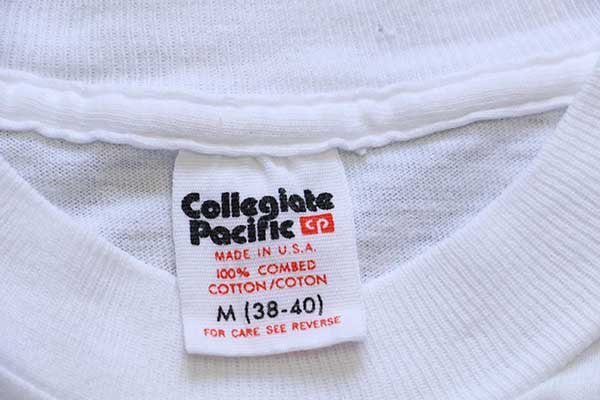 Collegiate
Pacific CP
MADE IN U.S.A.
100% COMBED
COTTON/COTON
M (38-40)
FOR CARE SEE REVERSE